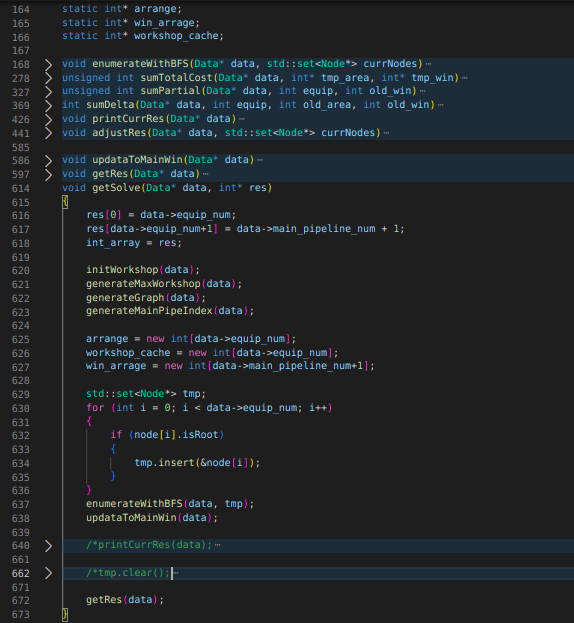 164 static int* arrange;
165 static int* win_arrage;
166 static int* workshop_cache;
167
168 void enumerateWithBFS(Data* data, std::set<Node*> currNodes)⋯
278 unsigned int sumTotalCost(Data* data, int* tmp_area, int* tmp_win)⋯
327 unsigned int sumPartial(Data* data, int equip, int old_win)⋯
369 int sumDelta(Data* data, int equip, int old_area, int old_win)⋯
426 void printCurrRes(Data* data)⋯
441 void adjustRes(Data* data, std::set<Node*> currNodes)⋯
585
586 void updataToMainWin(Data* data)⋯
597 void getRes(Data* data)⋯
614 void getSolve(Data* data, int* res)
615 {
616 res[0] = data->equip_num;
617 res[data->equip_num+1] = data->main_pipeline_num + 1;
618 int_array = res;
619
620 initWorkshop(data);
621 generateMaxWorkshop(data);
622 generateGraph(data);
623 generateMainPipeIndex(data);
624
625 arrange = new int[data->equip_num];
626 workshop_cache = new int[data->equip_num];
627 win_arrage = new int[data->main_pipeline_num+1];
628
629 std::set<Node*> tmp;
630 for (int i = 0; i < data->equip_num; i++)
631 {
632 if (node[i].isRoot)
633 {
634 tmp.insert(&node[i]);
635 }
636 }
637 enumerateWithBFS(data, tmp);
638 updataToMainWin(data);
639
640 /*printCurrRes(data);⋯
661
662 /*tmp.clear();⋯
671
672 getRes(data);
673 }